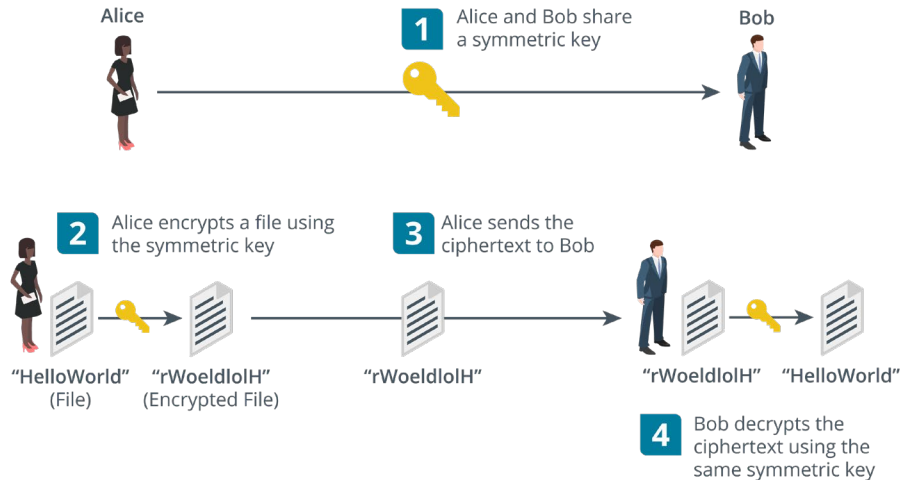 Alice
1
Alice and Bob share
a symmetric key
Bob
2
Alice encrypts a file using
the symmetric key
3
Alice sends the
ciphertext to Bob
“HelloWorld”
(File)
“rWoeldlolH”
(Encrypted File)
“rWoeldlolH”
“rWoeldlolH”
“HelloWorld”
4
Bob decrypts the
ciphertext using the
same symmetric key